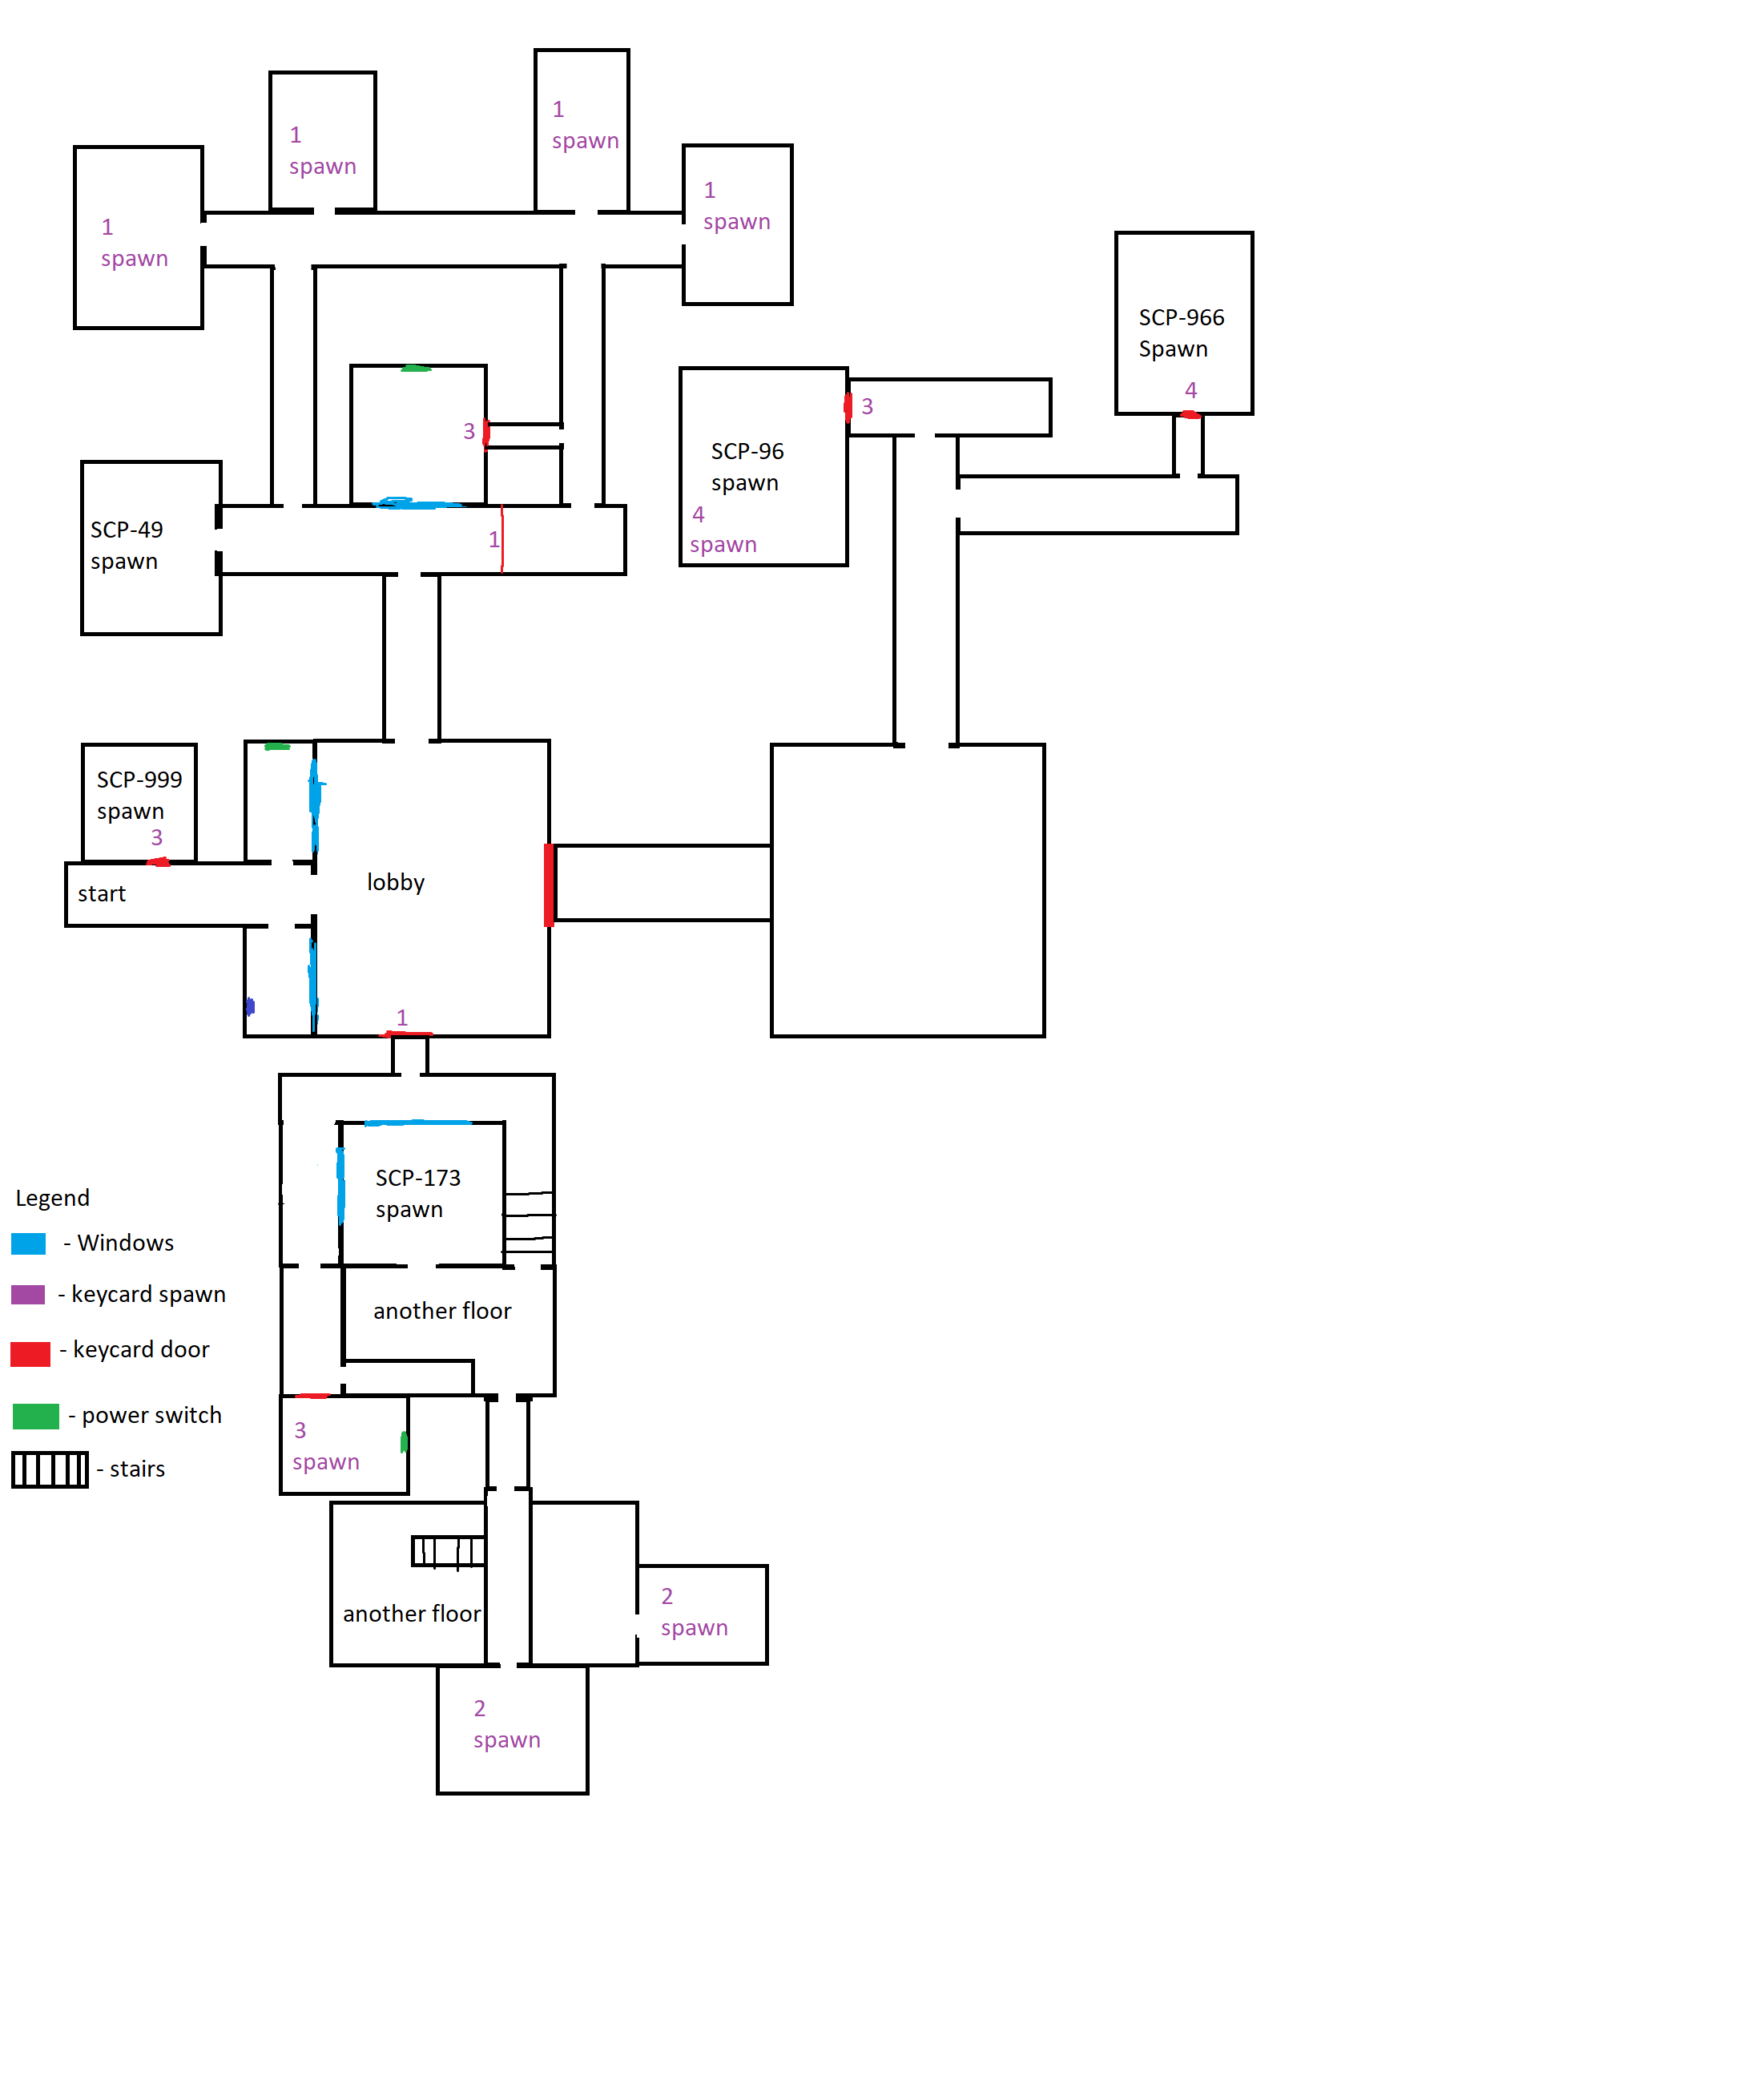 1
spawn
1
spawn
1
spawn
1
spawn
SCP-966
Spawn
4
3
3
SCP-96
spawn
4
spawn
SCP-49
spawn
1
SCP-999
spawn
3
start
lobby
1
SCP-173
spawn
Legend
- Windows
- keycard spawn
- keycard door
- power switch
- stairs
another floor
3
spawn
another floor
2
spawn
2
spawn